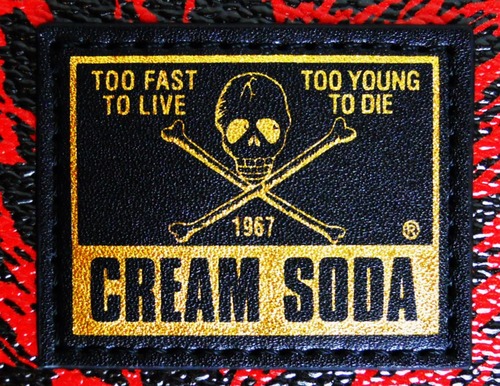 TOO FAST
TO LIVE
TOO YOUNG
TO DIE
1967
®
CREAM SODA